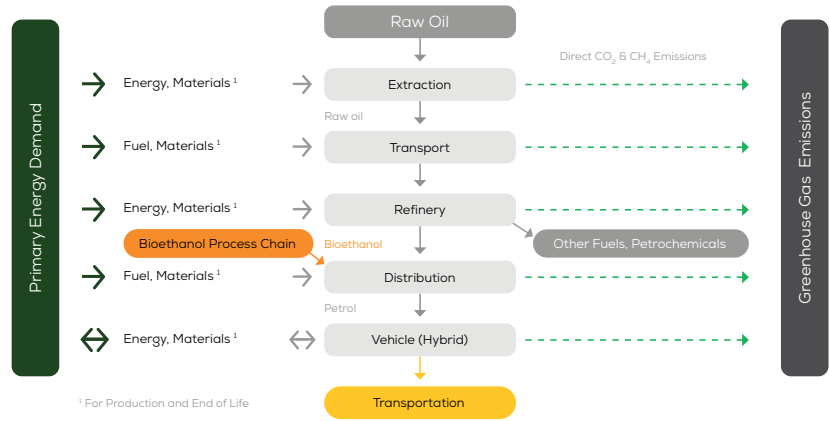 Raw Oil
Direct CO₂ & CH₄ Emissions
Energy, Materials ¹
Extraction
Raw oil
Fuel, Materials ¹
Transport
Primary Energy Demand
Greenhouse Gas Emissions
Energy, Materials ¹
Refinery
Bioethanol Process Chain
Bioethanol
Other Fuels, Petrochemicals
Fuel, Materials ¹
Distribution
Petrol
Energy, Materials ¹
Vehicle (Hybrid)
¹ For Production and End of Life
Transportation